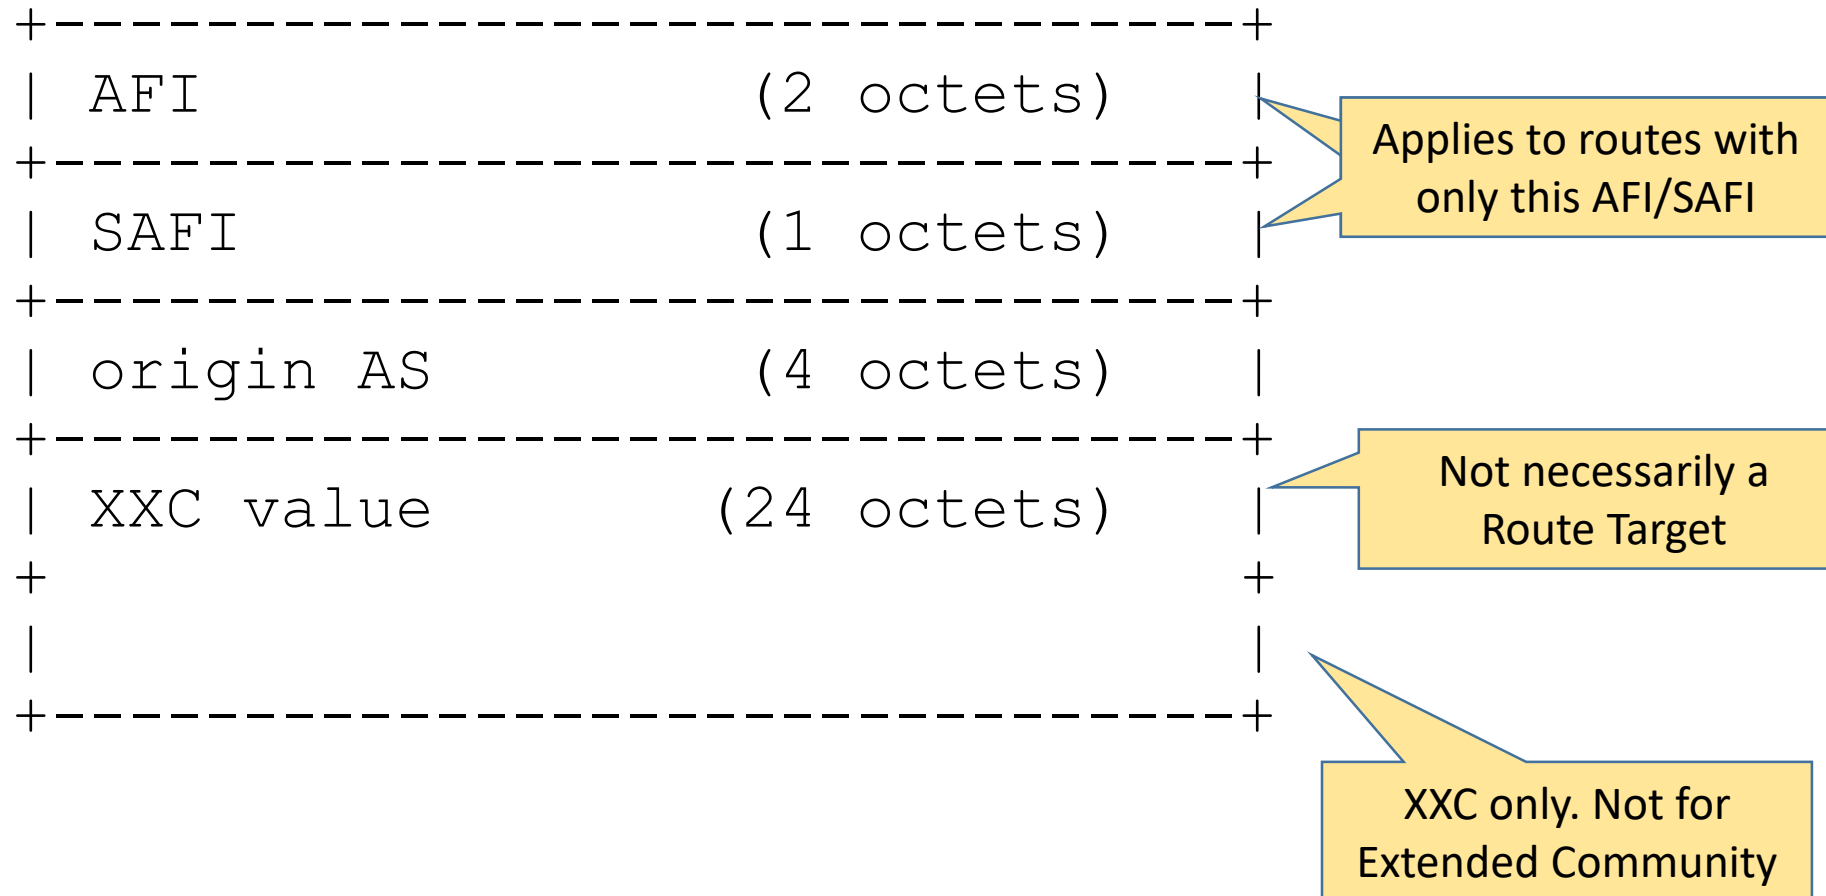 +-------------------------------+
| AFI (2 octets) |
+-------------------------------+
| SAFI (1 octets) |
+-------------------------------+
| origin AS (4 octets) |
+-------------------------------+
| XXC value (24 octets) |
+ +
| |
+-------------------------------+
Applies to routes with
only this AFI/SAFI
Not necessarily a
Route Target
XXC only. Not for
Extended Community